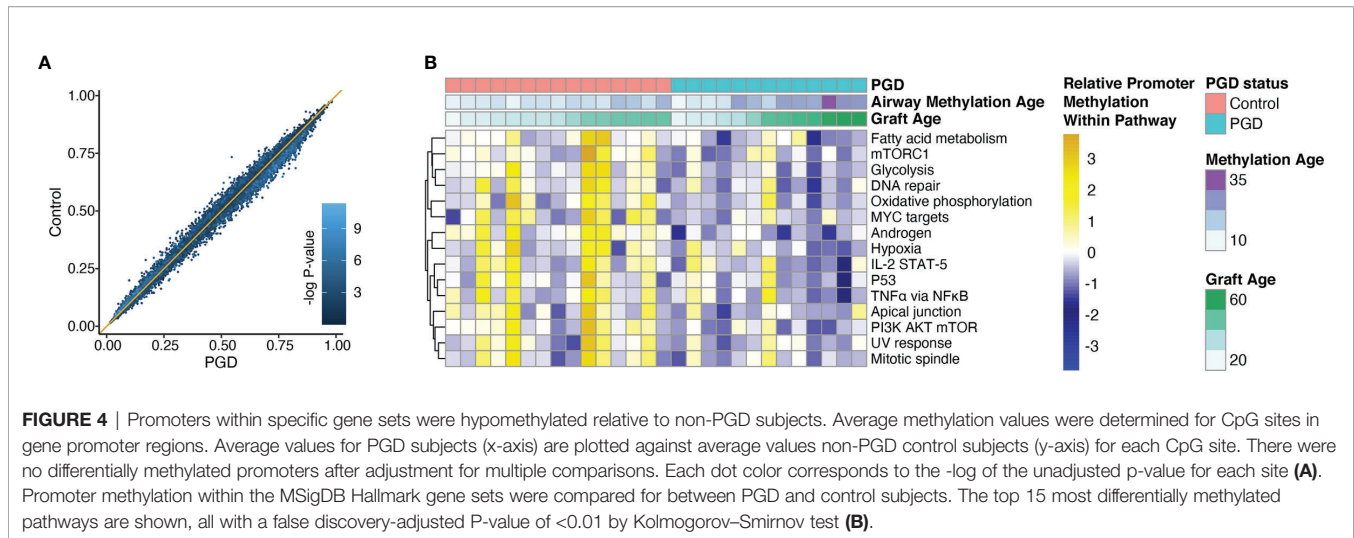 A
1.00
0.75
0.50
0.25
0.00
Control
0.00 0.25 0.50 0.75 1.00
PGD
-log P-value
9
6
3
B
PGD
Airway Methylation Age
Graft Age
Fatty acid metabolism
mTORC1
Glycolysis
DNA repair
Oxidative phosphorylation
MYC targets
Androgen
Hypoxia
IL-2 STAT-5
P53
TNFα via NFκB
Apical junction
PI3K AKT mTOR
UV response
Mitotic spindle
Relative Promoter
Methylation
Within Pathway
3
2
1
0
-1
-2
-3
PGD status
Control
PGD
Methylation Age
35
10
Graft Age
60
20
FIGURE 4 | Promoters within specific gene sets were hypomethylated relative to non-PGD subjects. Average methylation values were determined for CpG sites in
gene promoter regions. Average values for PGD subjects (x-axis) are plotted against average values non-PGD control subjects (y-axis) for each CpG site. There were
no differentially methylated promoters after adjustment for multiple comparisons. Each dot color corresponds to the -log of the unadjusted p-value for each site (A).
Promoter methylation within the MSigDB Hallmark gene sets were compared for between PGD and control subjects. The top 15 most differentially methylated
pathways are shown, all with a false discovery-adjusted P-value of <0.01 by Kolmogorov–Smirnov test (B).